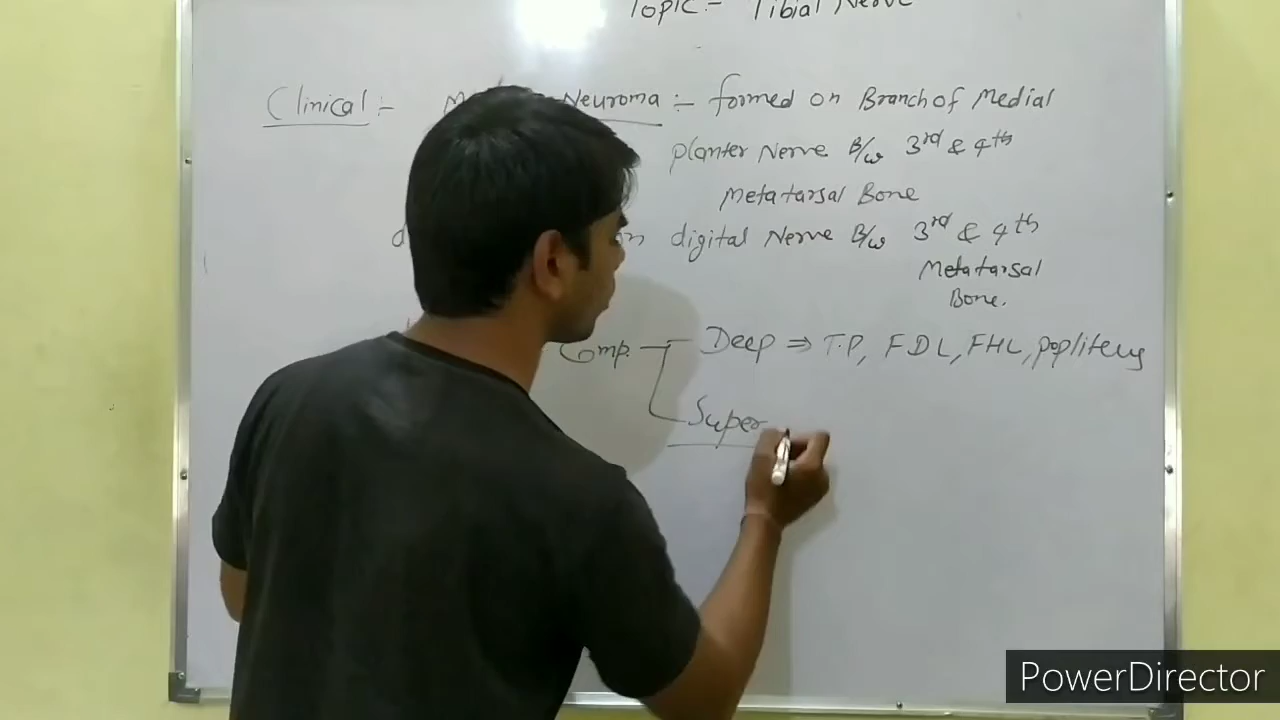 Topic :- Tibial Nerve
Clinical :- Neuroma :- formed on Branch of Medial
planter Nerve B/w 3rd & 4th
Metatarsal Bone
digital Nerve B/w 3rd & 4th
Metatarsal
Bone.
Comp. Deep ⇒ T.P, FDL, FHL, popliteus
Super
PowerDirector